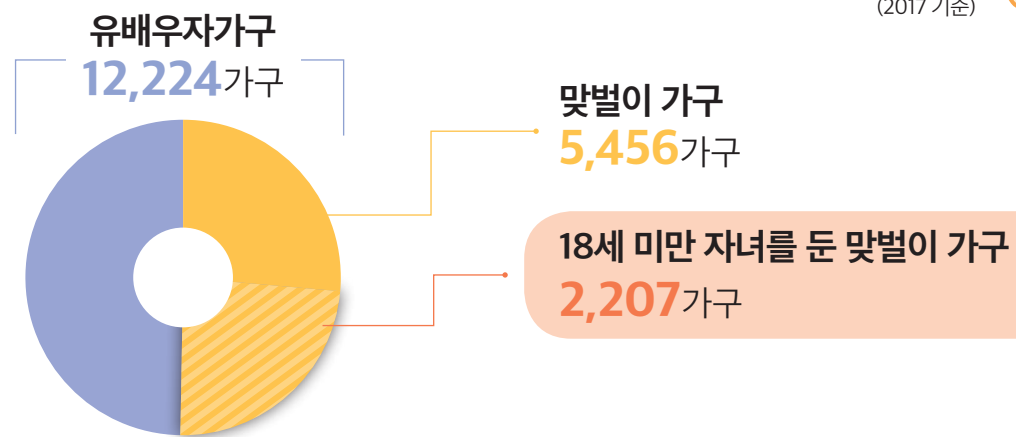 (2017 기준)
유배우자가구
12,224가구
맞벌이 가구
5,456가구
18세 미만 자녀를 둔 맞벌이 가구
2,207가구